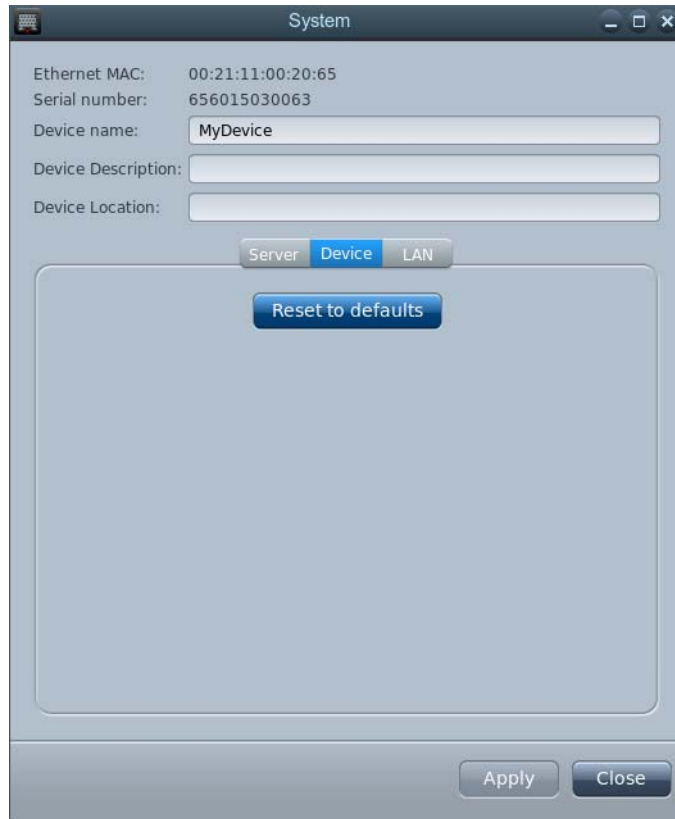 System
Ethernet MAC: 00:21:11:00:20:65
Serial number: 656015030063
Device name: MyDevice
Device Description:
Device Location:
Server Device LAN
Reset to defaults
Apply Close